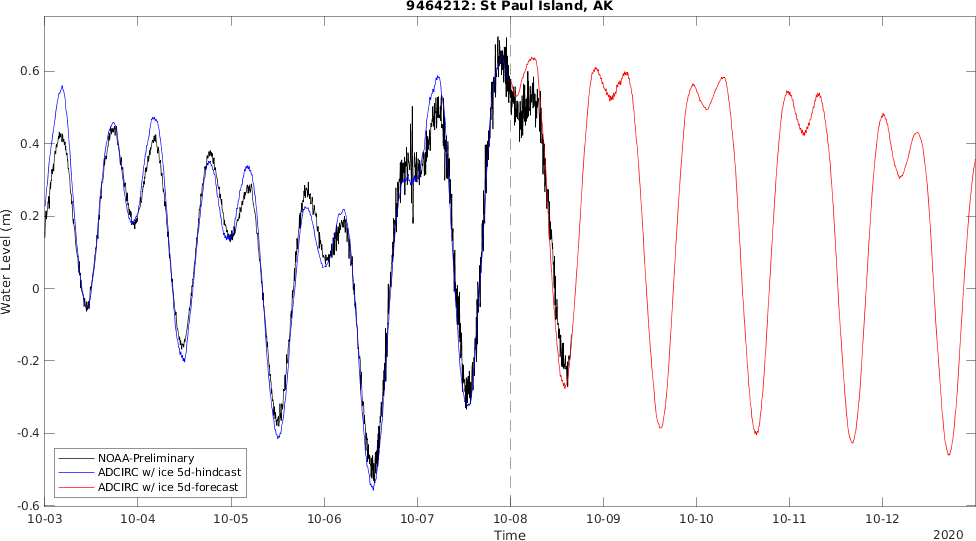 9464212: St Paul Island, AK
0.6
0.4
0.2
0
-0.2
-0.4
-0.6
Water Level (m)
NOAA-Preliminary
ADCIRC w/ ice 5d-hindcast
ADCIRC w/ ice 5d-forecast
10-03 10-04 10-05 10-06 10-07 10-08 10-09 10-10 10-11 10-12
Time
2020